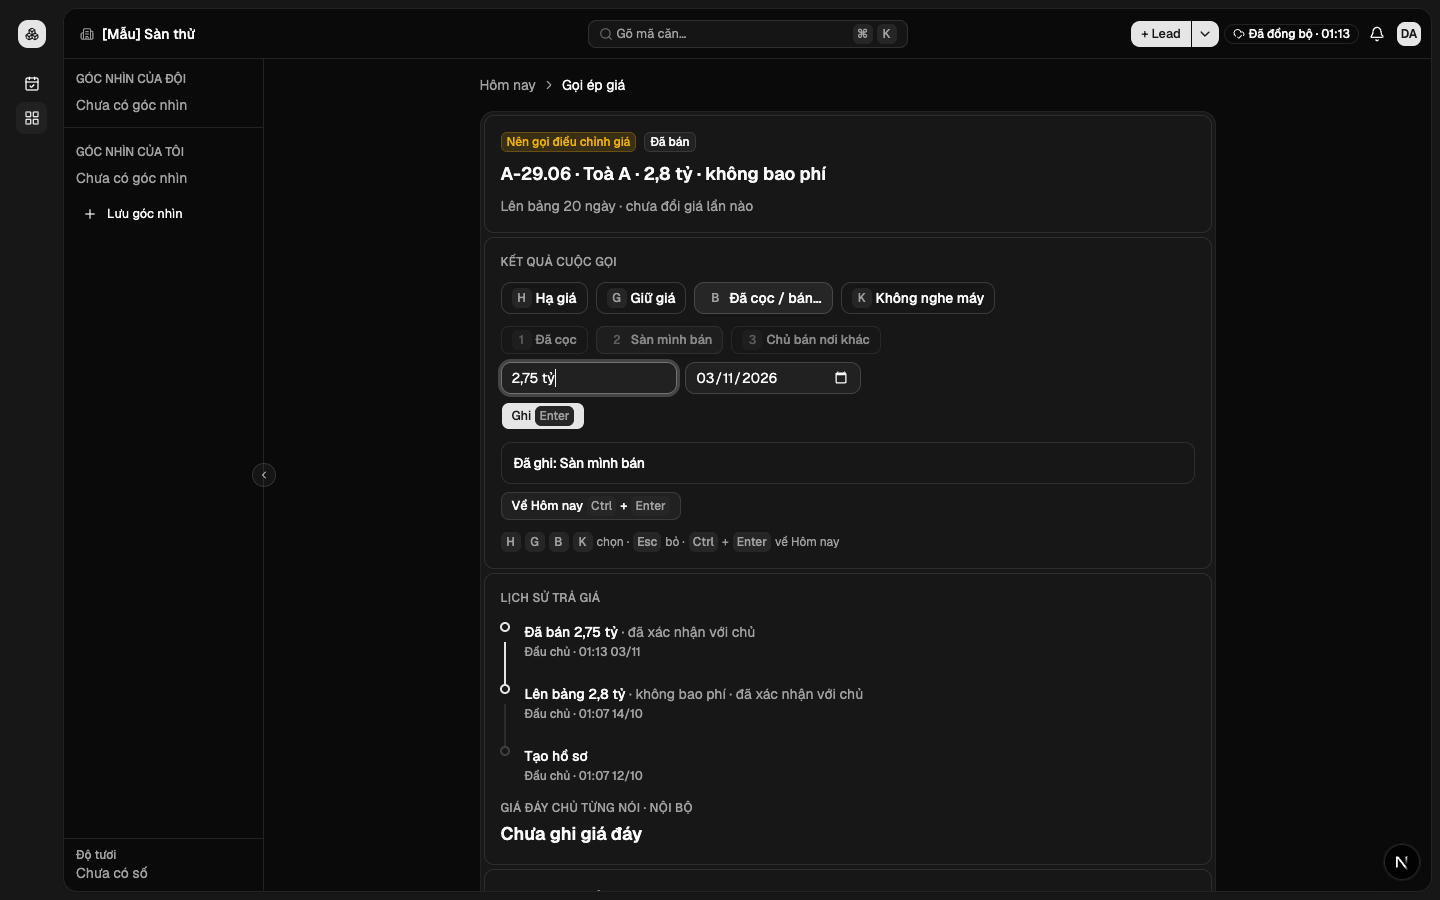 [Mẫu] Sàn thử
Gõ mã căn...
⌘ K
+ Lead
Đã đồng bộ · 01:13
DA
GÓC NHÌN CỦA ĐỘI
Chưa có góc nhìn
GÓC NHÌN CỦA TÔI
Chưa có góc nhìn
+ Lưu góc nhìn
Độ tươi
Chưa có số
Hôm nay > Gọi ép giá
Nên gọi điều chỉnh giá Đã bán
A-29.06 · Toà A · 2,8 tỷ · không bao phí
Lên bảng 20 ngày · chưa đổi giá lần nào
KẾT QUẢ CUỘC GỌI
H Hạ giá G Giữ giá B Đã cọc / bán... K Không nghe máy
1 Đã cọc 2 Sàn mình bán 3 Chủ bán nơi khác
2,75 tỷ 03/11/2026
Ghi Enter
Đã ghi: Sàn mình bán
Về Hôm nay Ctrl + Enter
H G B K chọn · Esc bỏ · Ctrl + Enter về Hôm nay
LỊCH SỬ TRẢ GIÁ
Đã bán 2,75 tỷ · đã xác nhận với chủ
Đầu chủ · 01:13 03/11
Lên bảng 2,8 tỷ · không bao phí · đã xác nhận với chủ
Đầu chủ · 01:07 14/10
Tạo hồ sơ
Đầu chủ · 01:07 12/10
GIÁ ĐÁY CHỦ TỪNG NÓI · NỘI BỘ
Chưa ghi giá đáy
N